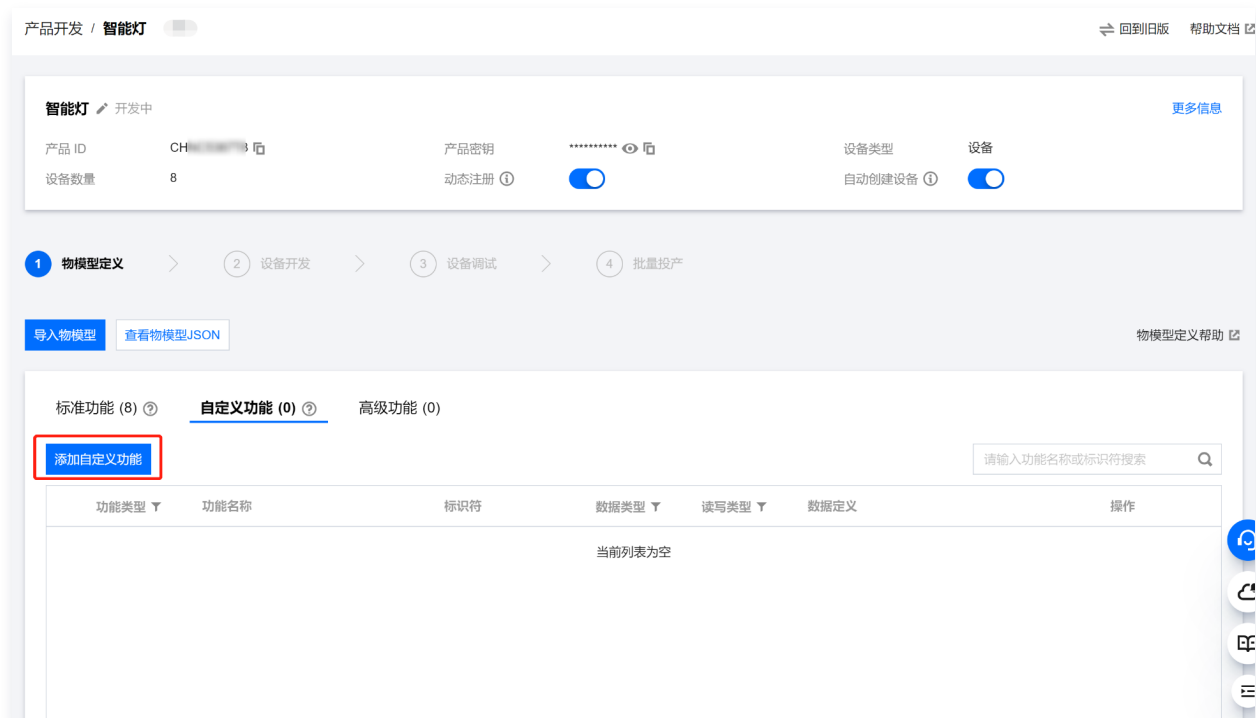 产品开发 / 智能灯 回到旧版 帮助文档
智能灯 开发中 更多信息
产品 ID CH 产品密钥 ********** 设备类型 设备
设备数量 8 动态注册 自动创建设备
1 物模型定义 2 设备开发 3 设备调试 4 批量投产
导入物模型 查看物模型JSON 物模型定义帮助
标准功能 (8) 自定义功能 (0) 高级功能 (0)
添加自定义功能 请输入功能名称或标识符搜索
功能类型 功能名称 标识符 数据类型 读写类型 数据定义 操作
当前列表为空